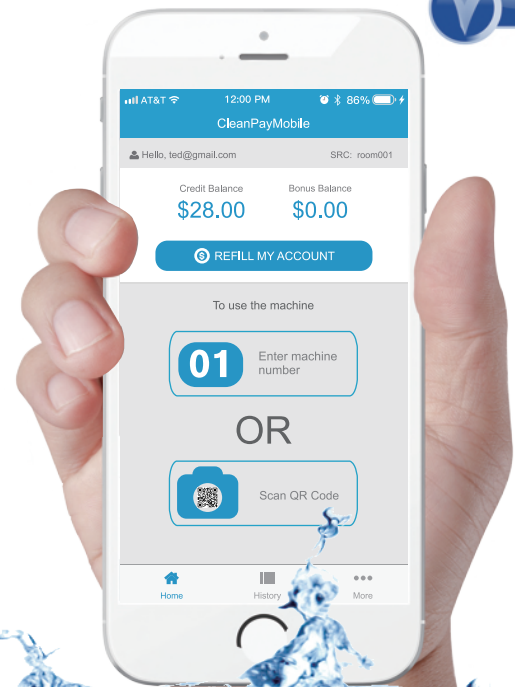 AT&T 12:00 PM 86%
CleanPayMobile
Hello, ted@gmail.com SRC: room001
Credit Balance Bonus Balance
$28.00 $0.00
$ REFILL MY ACCOUNT
To use the machine
01 Enter machine
number
OR
Scan QR Code
Home History More